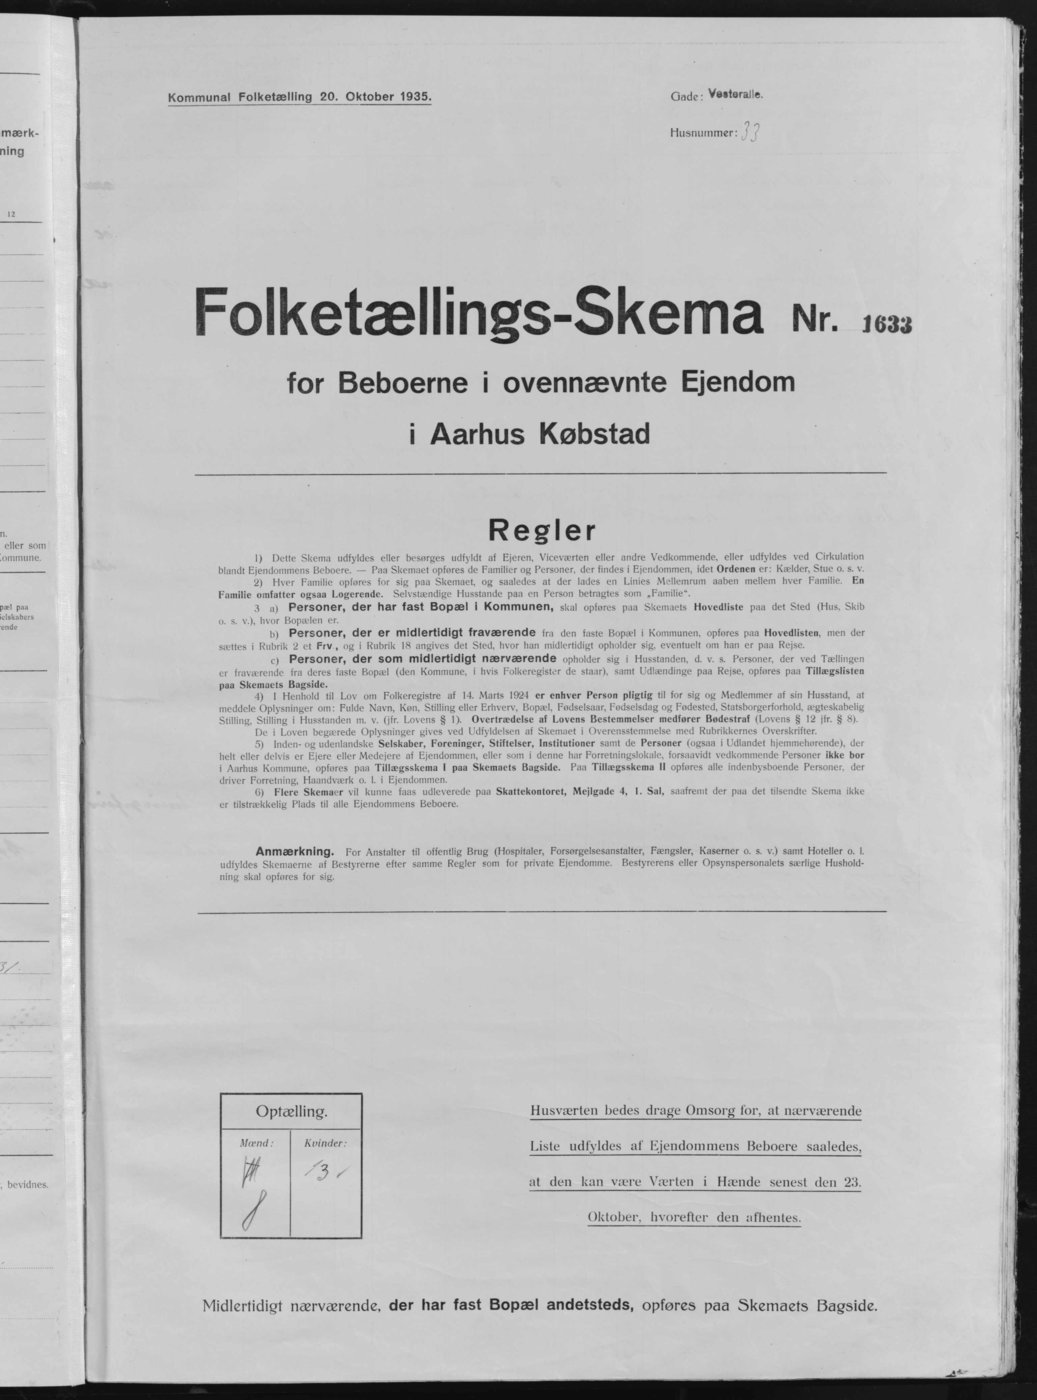 mærk-
ning
12
n.
eller som
Commune.
pæl paa
ielskabers
ende
31.
, bevidnes.
Kommunal Folketælling 20. Oktober 1935.
Gade: Vesteralle.
Husnummer: 33
Folketællings-Skema Nr. 1633
for Beboerne i ovennævnte Ejendom
i Aarhus Købstad
Regler
1) Dette Skema udfyldes eller besørges udfyldt af Ejeren, Viceværten eller andre Vedkommende, eller udfyldes ved Cirkulation
blandt Ejendommens Beboere. — Paa Skemaet opføres de Familier og Personer, der findes i Ejendommen, idet Ordenen er: Kælder, Stue o. s. v.
2) Hver Familie opføres for sig paa Skemaet, og saaledes at der lades en Linies Mellemrum aaben mellem hver Familie. En
Familie omfatter ogsaa Logerende. Selvstændige Husstande paa en Person betragtes som „Familie“.
3 a) Personer, der har fast Bopæl i Kommunen, skal opføres paa Skemaets Hovedliste paa det Sted (Hus, Skib
o. s. v.), hvor Bopælen er.
b) Personer, der er midlertidigt fraværende fra den faste Bopæl i Kommunen, opføres paa Hovedlisten, men der
sættes i Rubrik 2 et Frv., og i Rubrik 18 angives det Sted, hvor han midlertidigt opholder sig, eventuelt om han er paa Rejse.
c) Personer, der som midlertidigt nærværende opholder sig i Husstanden, d. v. s. Personer, der ved Tællingen
er fraværende fra deres faste Bopæl (den Kommune, i hvis Folkeregister de staar), samt Udlændinge paa Rejse, opføres paa Tillægslisten
paa Skemaets Bagside.
4) I Henhold til Lov om Folkeregistre af 14. Marts 1924 er enhver Person pligtig til for sig og Medlemmer af sin Husstand, at
meddele Oplysninger om: Fulde Navn, Køn, Stilling eller Erhverv, Bopæl, Fødselsaar, Fødselsdag og Fødested, Statsborgerforhold, ægteskabelig
Stilling, Stilling i Husstanden m. v. (jfr. Lovens § 1). Overtrædelse af Lovens Bestemmelser medfører Bødestraf (Lovens § 12 jfr. § 8).
De i Loven begærede Oplysninger gives ved Udfyldelsen af Skemaet i Overensstemmelse med Rubrikkernes Overskrifter.
5) Inden- og udenlandske Selskaber, Foreninger, Stiftelser, Institutioner samt de Personer (ogsaa i Udlandet hjemmehørende), der
helt eller delvis er Ejere eller Medejere af Ejendommen, eller som i denne har Forretningslokale, forsaavidt vedkommende Personer ikke bor
i Aarhus Kommune, opføres paa Tillægsskema I paa Skemaets Bagside. Paa Tillægsskema II opføres alle indenbysboende Personer, der
driver Forretning, Haandværk o. l. i Ejendommen.
6) Flere Skemaer vil kunne faas udleverede paa Skattekontoret, Mejlgade 4, 1. Sal, saafremt der paa det tilsendte Skema ikke
er tilstrækkelig Plads til alle Ejendommens Beboere.
Anmærkning. For Anstalter til offentlig Brug (Hospitaler, Forsørgelsesanstalter, Fængsler, Kaserner o. s. v.) samt Hoteller o. l.
udfyldes Skemaerne af Bestyrerne efter samme Regler som for private Ejendomme. Bestyrerens eller Opsynspersonalets særlige Hushold-
ning skal opføres for sig.
Optælling.
Mænd: Kvinder:
13
8
Husværten bedes drage Omsorg for, at nærværende
Liste udfyldes af Ejendommens Beboere saaledes,
at den kan være Værten i Hænde senest den 23.
Oktober, hvorefter den afhentes.
Midlertidigt nærværende, der har fast Bopæl andetsteds, opføres paa Skemaets Bagside.